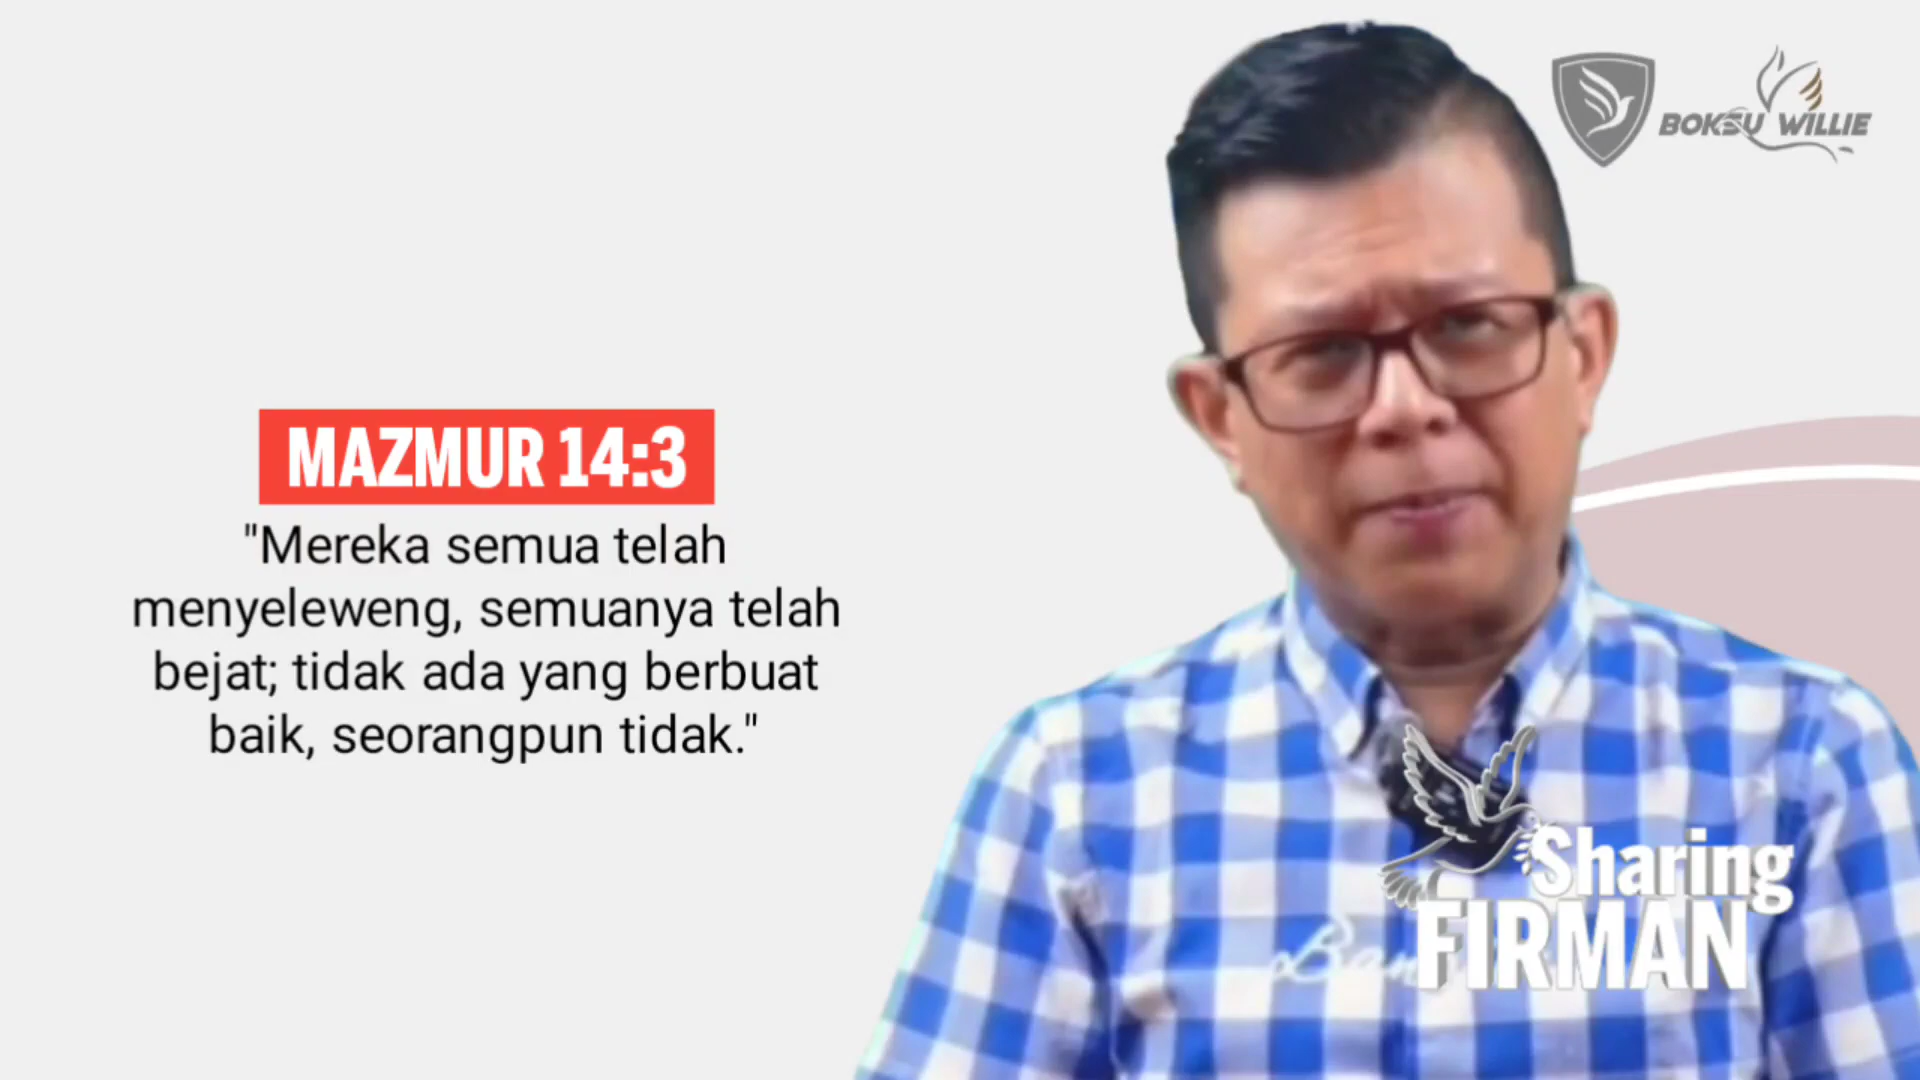 BOKSU WILLIE
MAZMUR 14:3
"Mereka semua telah
menyeleweng, semuanya telah
bejat; tidak ada yang berbuat
baik, seorangpun tidak."
Sharing
FIRMAN